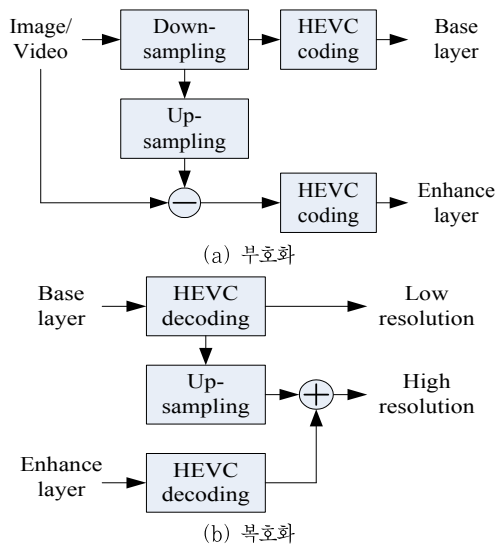 Image/
Video
Down-
sampling
HEVC
coding
Base
layer
Up-
sampling
−
HEVC
coding
Enhance
layer
(a) 부호화
Base
layer
HEVC
decoding
Low
resolution
Up-
sampling
+
High
resolution
Enhance
layer
HEVC
decoding
(b) 복호화